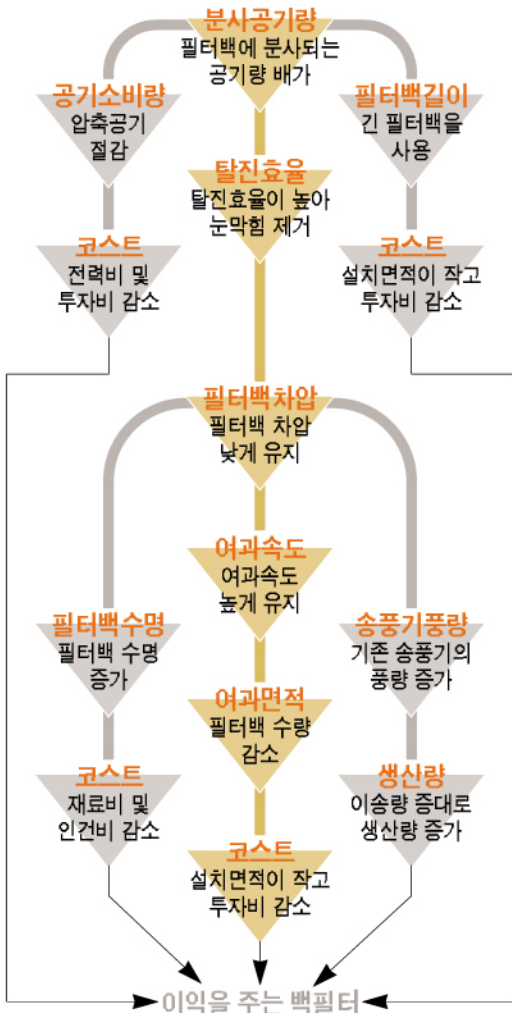 분사공기량
필터백에 분사되는
공기량 배가
공기소비량
압축공기
절감
필터백길이
긴 필터백을
사용
탈진효율
탈진효율이 높아
눈막힘 제거
코스트
전력비 및
투자비 감소
코스트
설치면적이 작고
투자비 감소
필터백차압
필터백 차압
낮게 유지
여과속도
여과속도
높게 유지
필터백수명
필터백 수명
증가
송풍기풍량
기존 송풍기의
풍량 증가
여과면적
필터백 수량
감소
코스트
재료비 및
인건비 감소
생산량
이송량 증대로
생산량 증가
코스트
설치면적이 작고
투자비 감소
이익을 주는 백필터